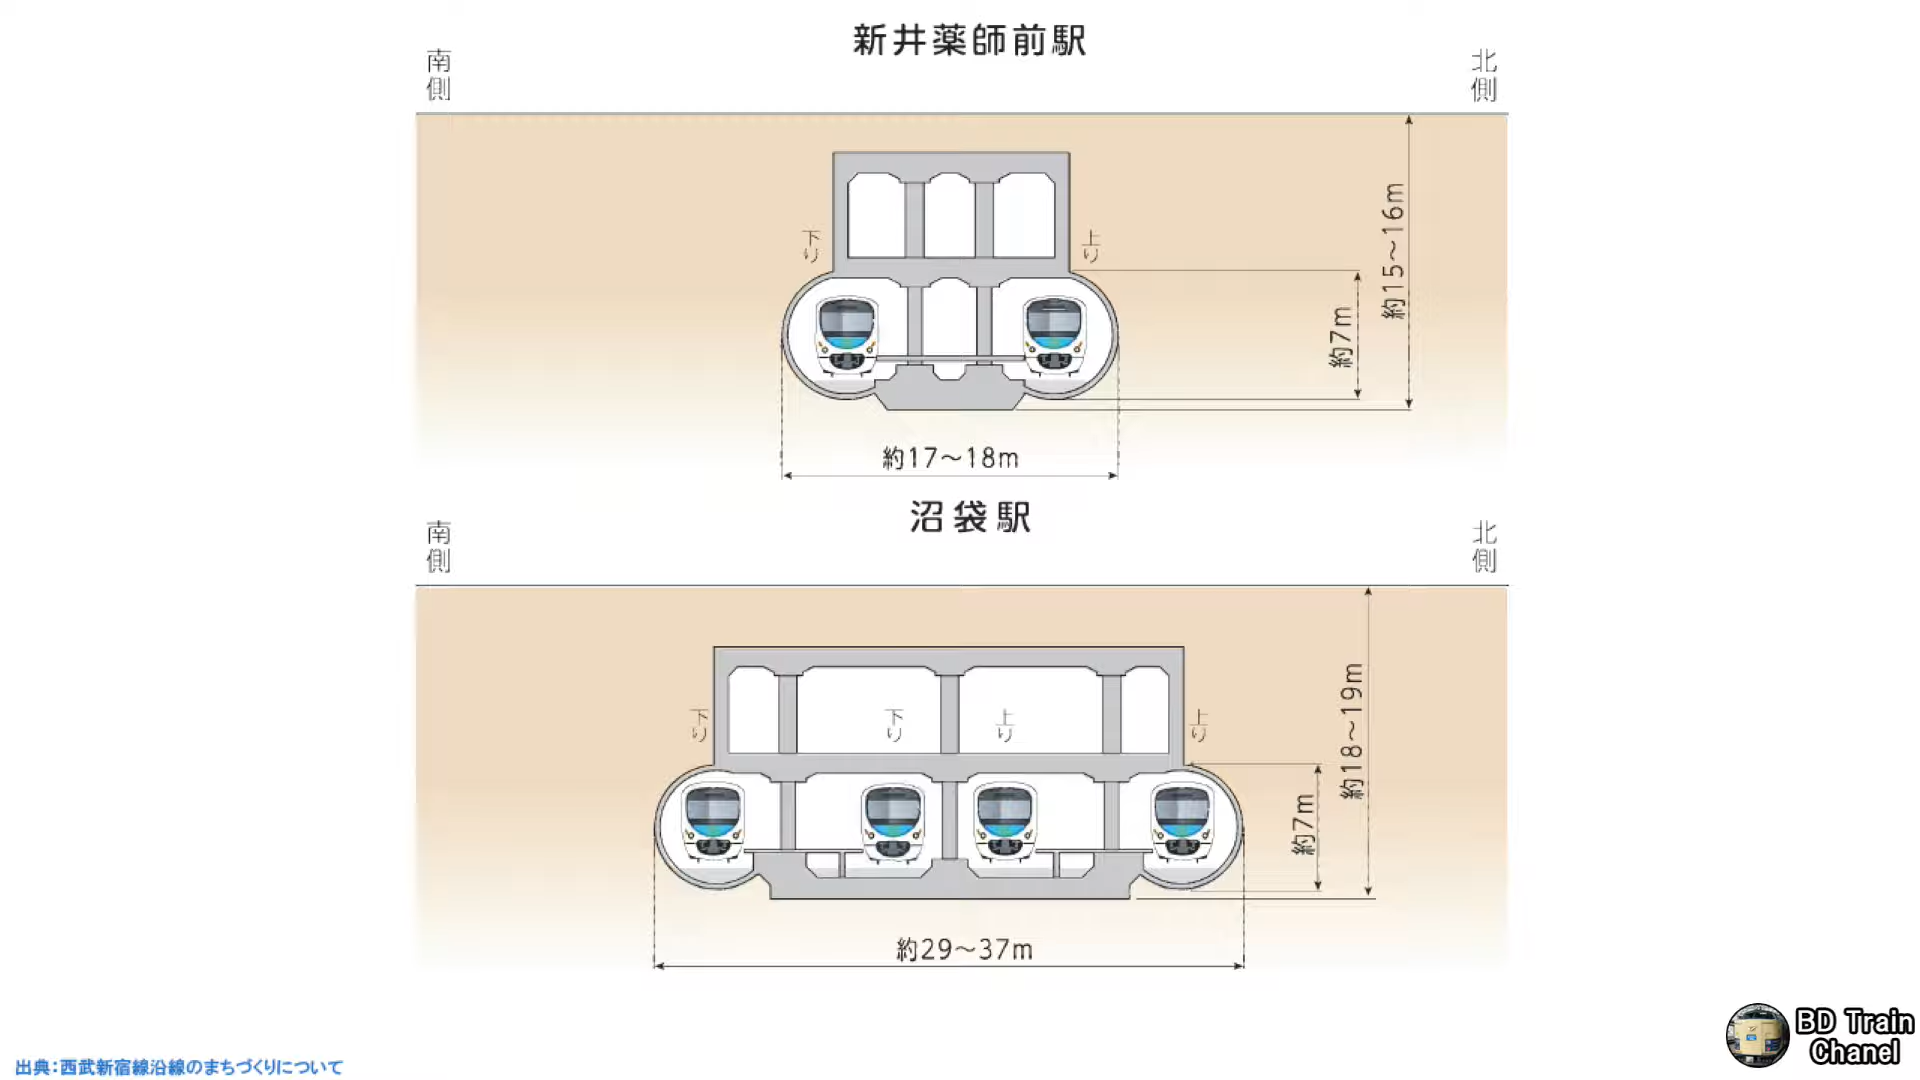 新井薬師前駅
南側
北側
下り
上り
約15〜16m
約7m
約17〜18m
沼袋駅
南側
北側
下り
下り
上り
上り
約18〜19m
約7m
約29〜37m
BD Train
Chanel
出典：西武新宿線沿線のまちづくりについて